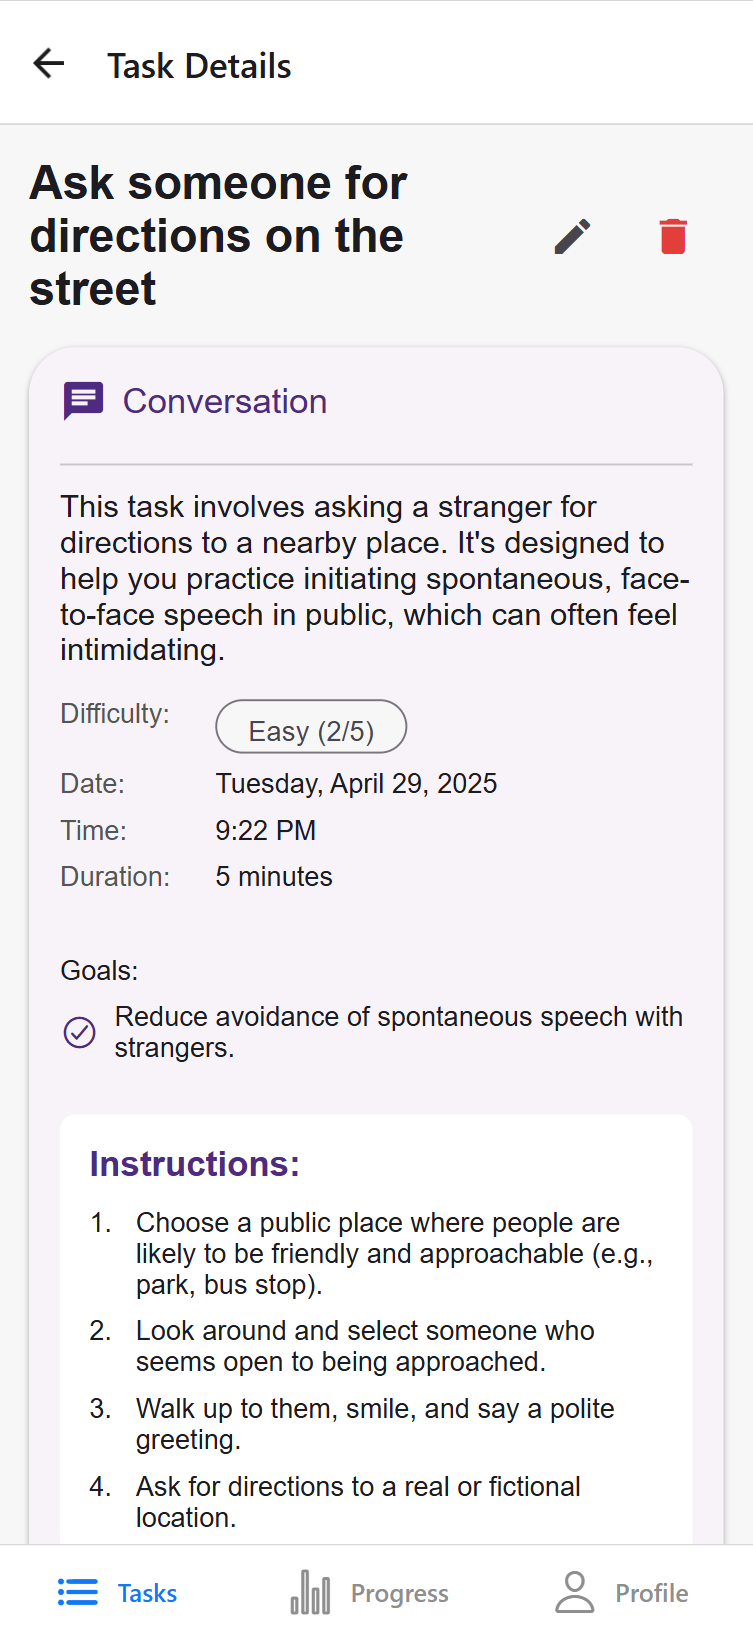 Task Details
Ask someone for
directions on the
street
Conversation
This task involves asking a stranger for
directions to a nearby place. It's designed to
help you practice initiating spontaneous, face-
to-face speech in public, which can often feel
intimidating.
Difficulty:
Easy (2/5)
Date:
Tuesday, April 29, 2025
Time:
9:22 PM
Duration:
5 minutes
Goals:
Reduce avoidance of spontaneous speech with
strangers.
Instructions:
1. Choose a public place where people are
likely to be friendly and approachable (e.g.,
park, bus stop).
2. Look around and select someone who
seems open to being approached.
3. Walk up to them, smile, and say a polite
greeting.
4. Ask for directions to a real or fictional
location.
Tasks
Progress
Profile